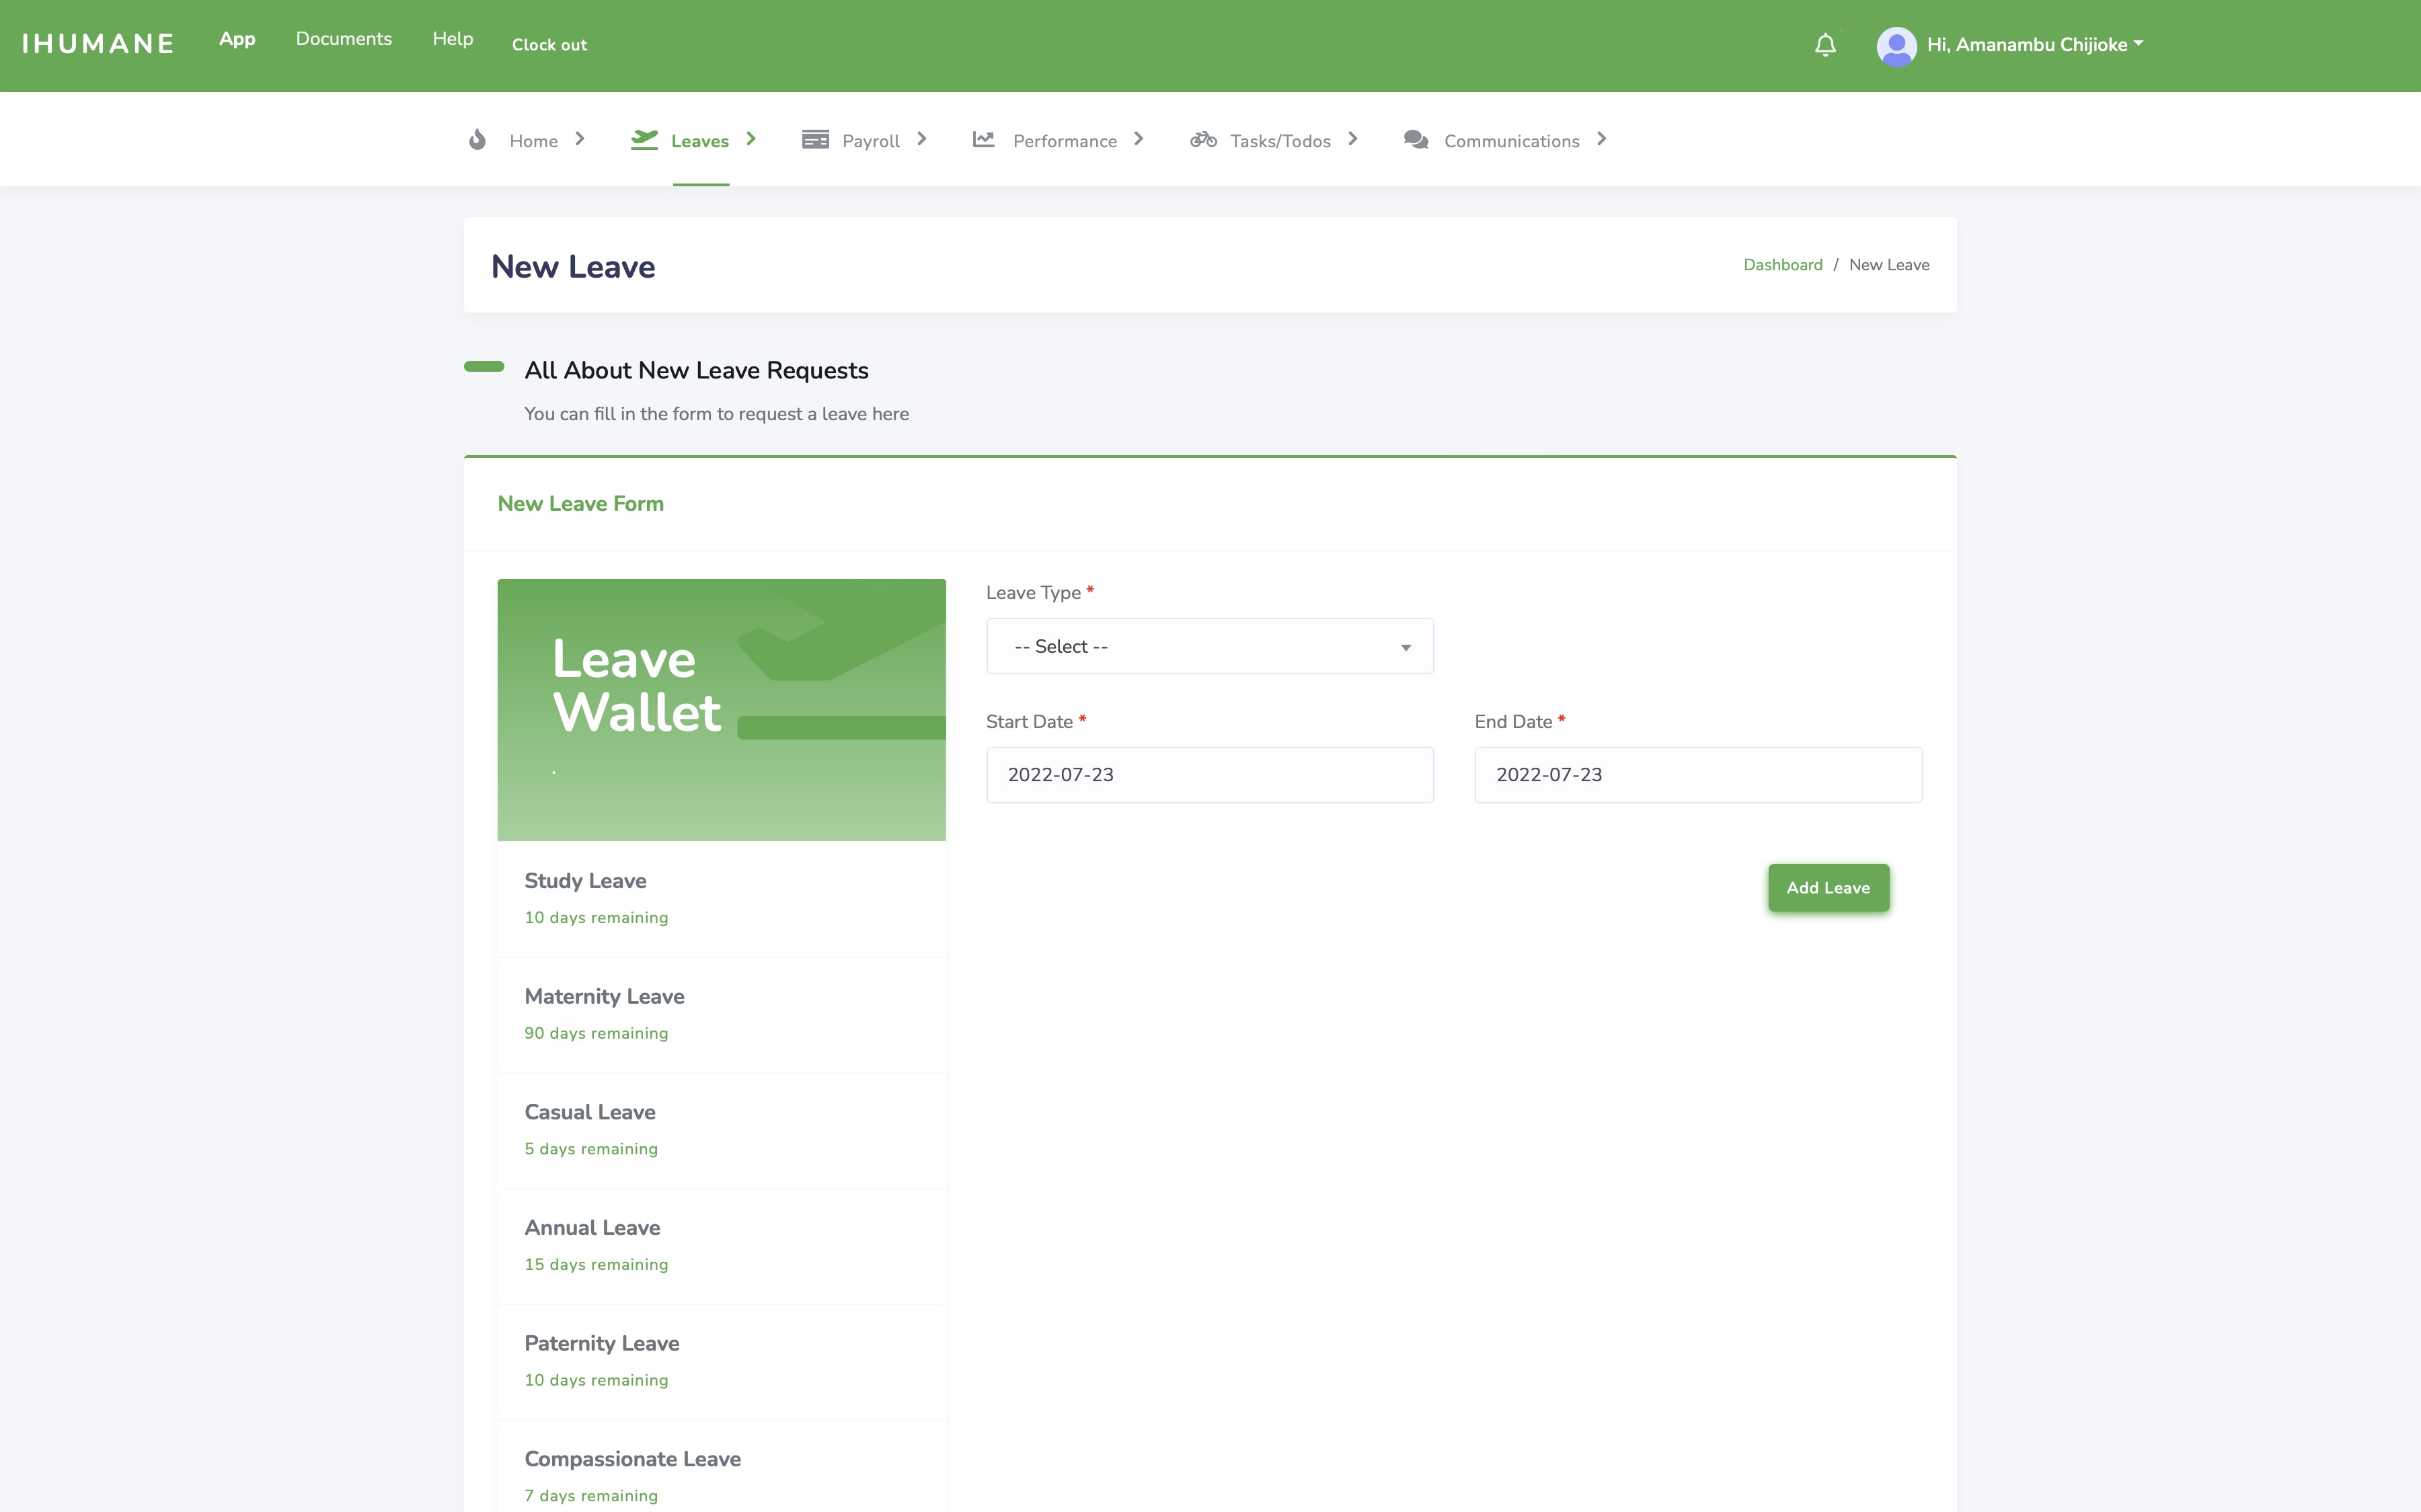 IHUMANE App Documents Help Clock out Hi, Amanambu Chijioke
Home Leaves Payroll Performance Tasks/Todos Communications
New Leave
Dashboard / New Leave
All About New Leave Requests
You can fill in the form to request a leave here
New Leave Form
Leave
Wallet
.
Study Leave
10 days remaining
Maternity Leave
90 days remaining
Casual Leave
5 days remaining
Annual Leave
15 days remaining
Paternity Leave
10 days remaining
Compassionate Leave
7 days remaining
Leave Type *
-- Select --
Start Date *
2022-07-23
End Date *
2022-07-23
Add Leave